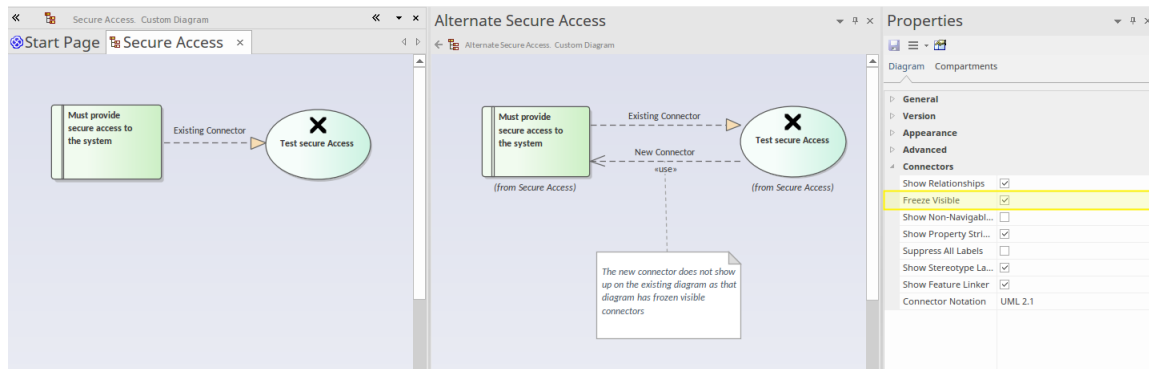 Secure Access. Custom Diagram
Start Page
Secure Access
Must provide
secure access to
the system
Existing Connector
Test secure Access
Alternate Secure Access
Alternate Secure Access. Custom Diagram
Must provide
secure access to
the system
Existing Connector
Test secure Access
New Connector
«use»
(from Secure Access)
(from Secure Access)
The new connector does not show
up on the existing diagram as that
diagram has frozen visible
connectors
Properties
Diagram Compartments
General
Version
Appearance
Advanced
Connectors
Show Relationships
Freeze Visible
Show Non-Navigabl...
Show Property Stri...
Suppress All Labels
Show Stereotype La...
Show Feature Linker
Connector Notation UML 2.1